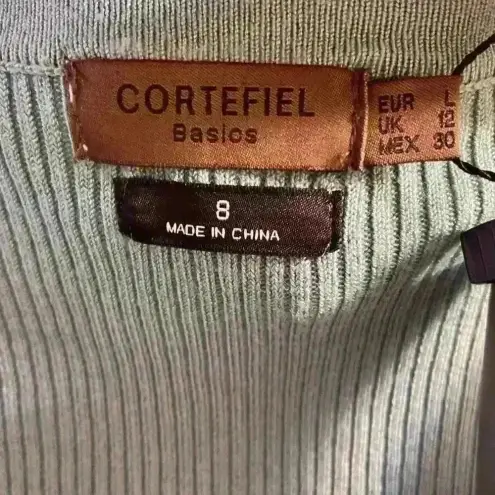 CORTEFIEL
Basics
EUR L
UK 12
MEX 30
8
MADE IN CHINA